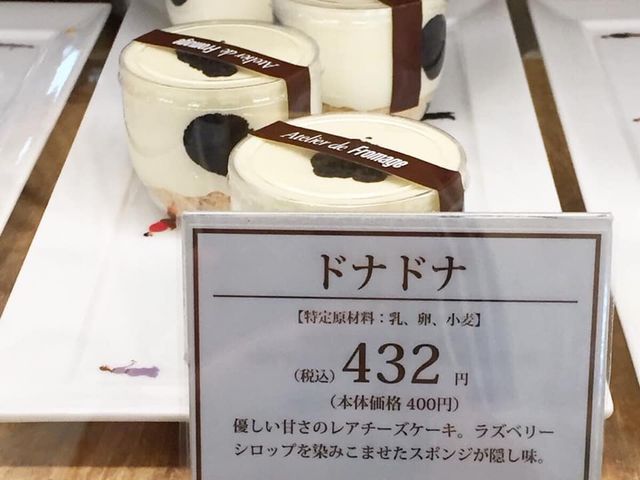 Atelier de Fromage
Atelier de Fromage
ドナドナ
【特定原材料：乳、卵、小麦】
(税込) 432 円
(本体価格 400円)
優しい甘さのレアチーズケーキ。ラズベリー
シロップを染みこませたスポンジが隠し味。